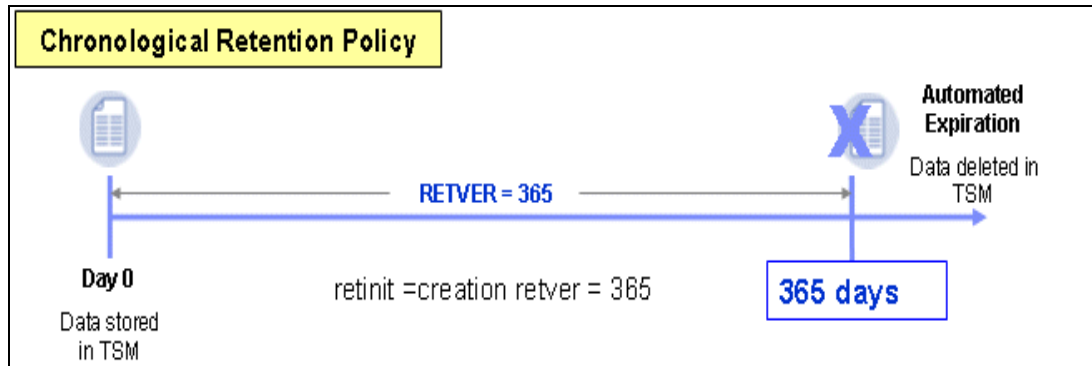 Chronological Retention Policy
Automated
Expiration
Data deleted in
TSM
RETVER = 365
Day 0
Data stored
in TSM
retinit =creation retver = 365
365 days